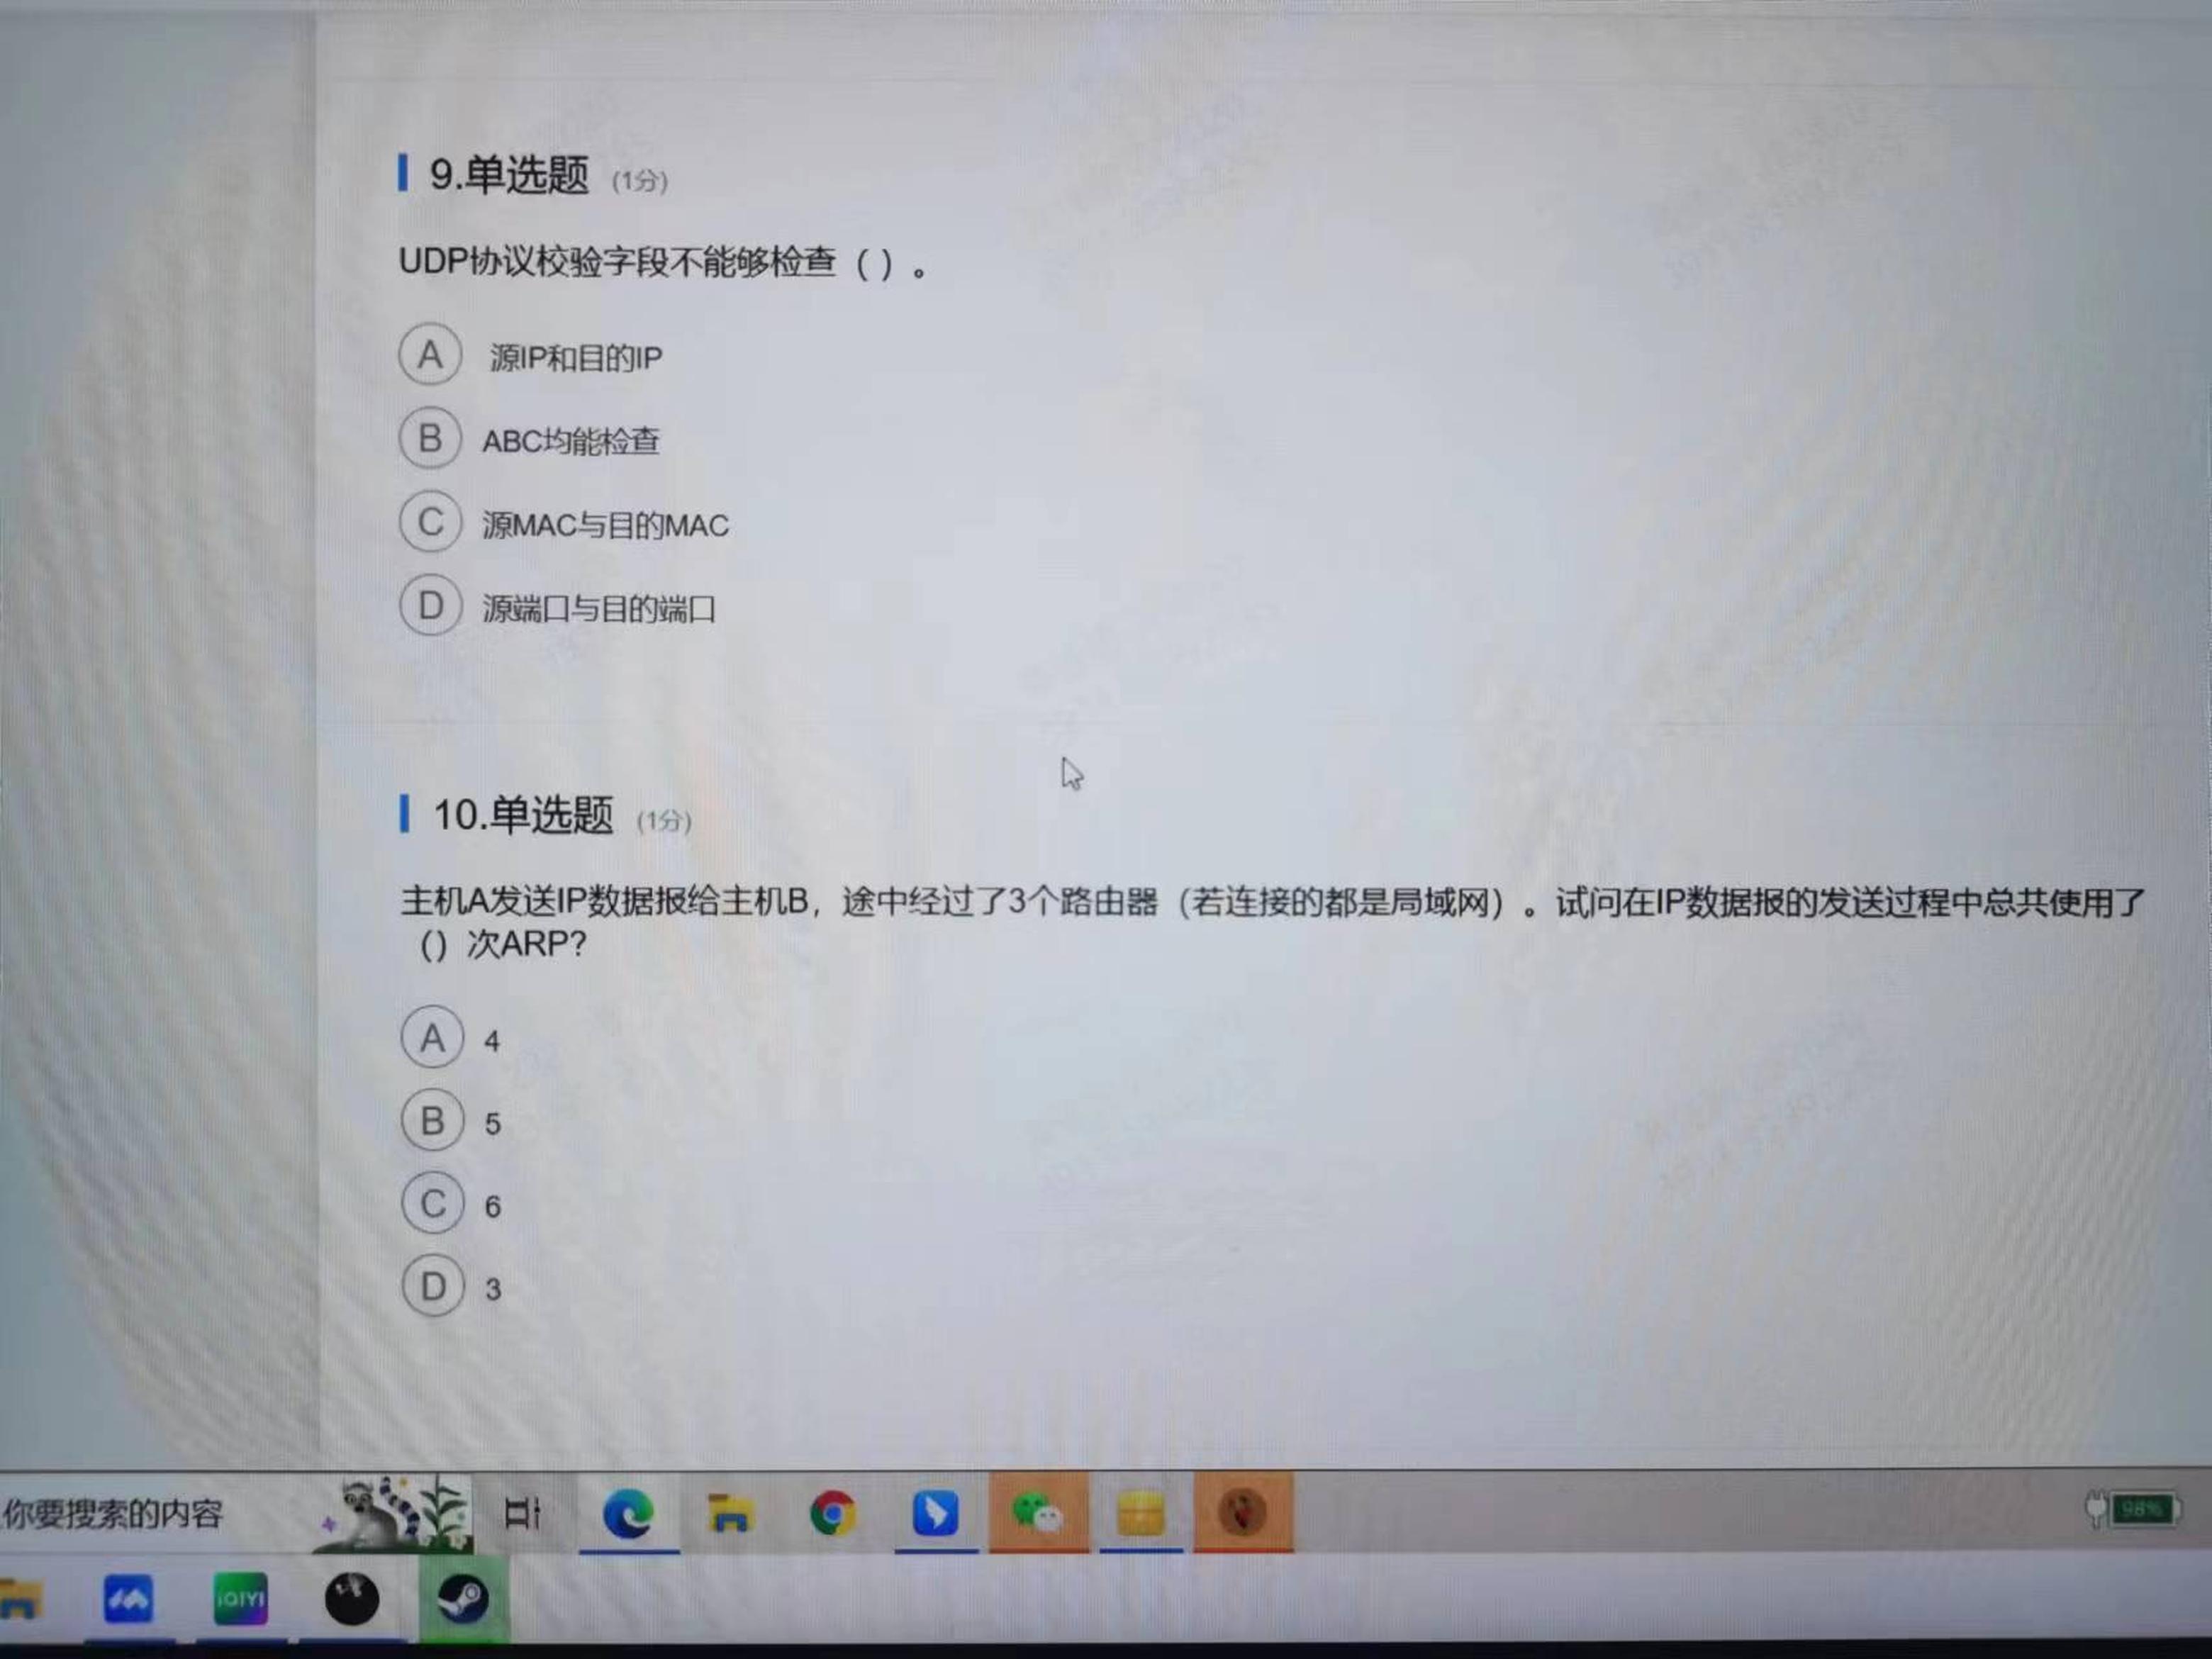 9.单选题 (1分)
UDP协议校验字段不能够检查（ ）。
A 源IP和目的IP
B ABC均能检查
C 源MAC与目的MAC
D 源端口与目的端口
10.单选题 (1分)
主机A发送IP数据报给主机B，途中经过了3个路由器（若连接的都是局域网）。试问在IP数据报的发送过程中总共使用了
（）次ARP?
A 4
B 5
C 6
D 3
你要搜索的内容
98%
iQIYI